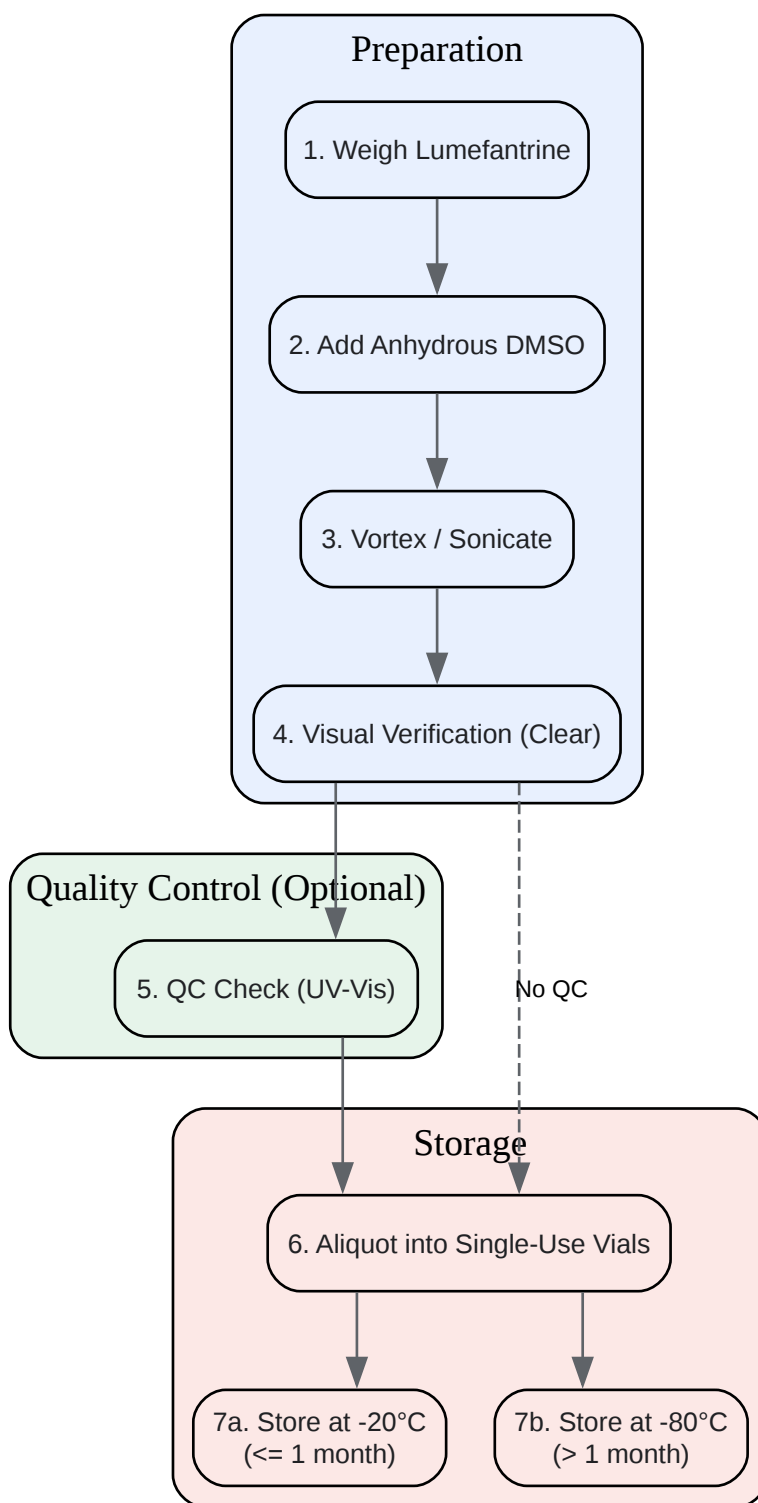 Preparation
1. Weigh Lumefantrine
2. Add Anhydrous DMSO
3. Vortex / Sonicate
4. Visual Verification (Clear)
Quality Control (Optional)
5. QC Check (UV-Vis)
No QC
Storage
6. Aliquot into Single-Use Vials
7a. Store at -20°C
(<= 1 month)
7b. Store at -80°C
(> 1 month)